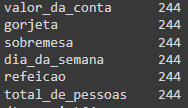 valor_da_conta 244
gorjeta 244
sobremesa 244
dia_da_semana 244
refeicao 244
total_de_pessoas 244